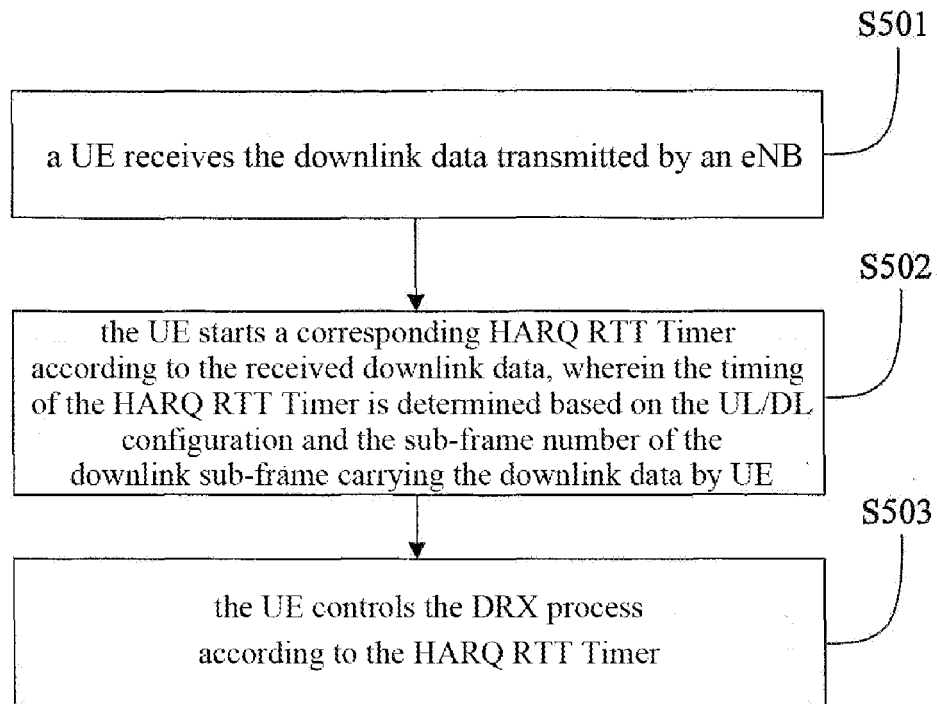 S501
a UE receives the downlink data transmitted by an eNB
S502
the UE starts a corresponding HARQ RTT Timer
according to the received downlink data, wherein the timing
of the HARQ RTT Timer is determined based on the UL/DL
configuration and the sub-frame number of the
downlink sub-frame carrying the downlink data by UE
S503
the UE controls the DRX process
according to the HARQ RTT Timer